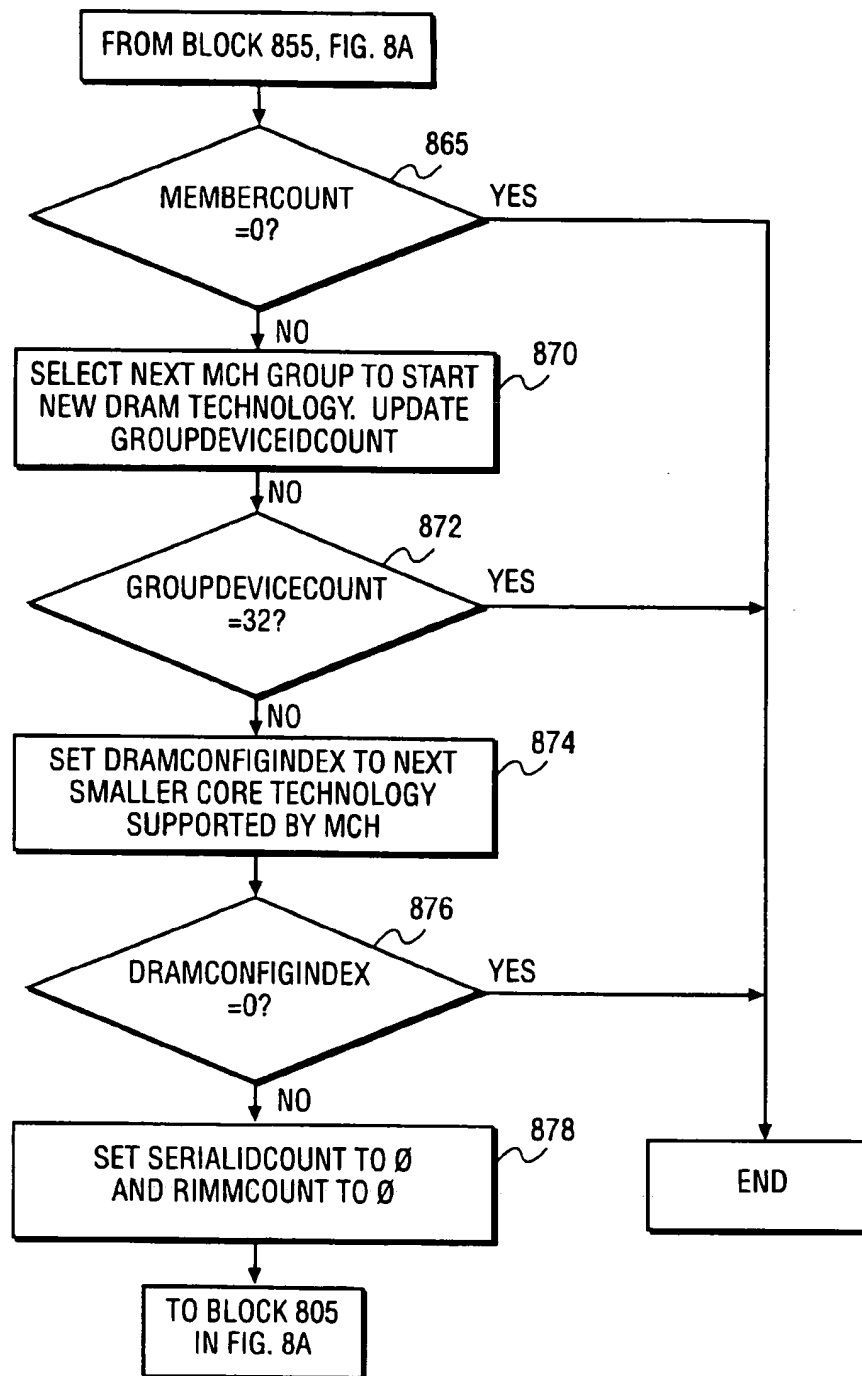 FROM BLOCK 855, FIG. 8A
865
MEMBERCOUNT
=0?
YES
NO
870
SELECT NEXT MCH GROUP TO START
NEW DRAM TECHNOLOGY. UPDATE
GROUPDEVICEIDCOUNT
NO
872
GROUPDEVICECOUNT
=32?
YES
NO
874
SET DRAMCONFIGINDEX TO NEXT
SMALLER CORE TECHNOLOGY
SUPPORTED BY MCH
876
DRAMCONFIGINDEX
=0?
YES
NO
878
SET SERIALIDCOUNT TO Ø
AND RIMMCOUNT TO Ø
END
TO BLOCK 805
IN FIG. 8A